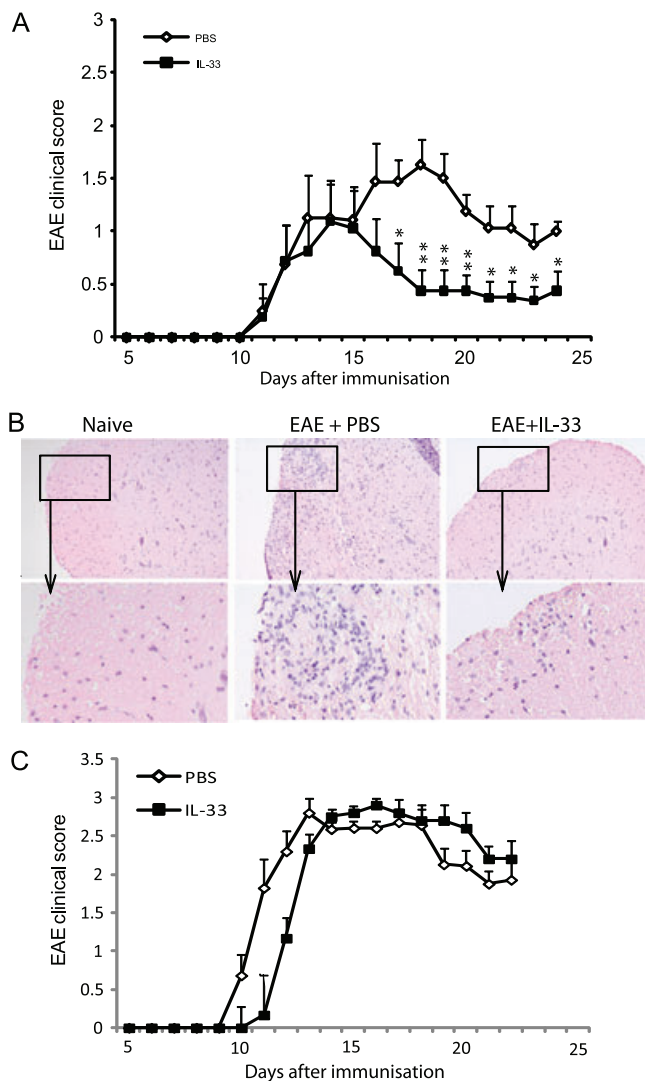 A
3
2.5
2
1.5
1
0.5
0
EAE clinical score
PBS
IL-33
*
**
**
**
*
*
*
*
5
10
15
20
25
Days after immunisation
B
Naive
EAE + PBS
EAE+IL-33
C
3.5
3
2.5
2
1.5
1
0.5
0
EAE clinical score
PBS
IL-33
5
10
15
20
25
Days after immunisation